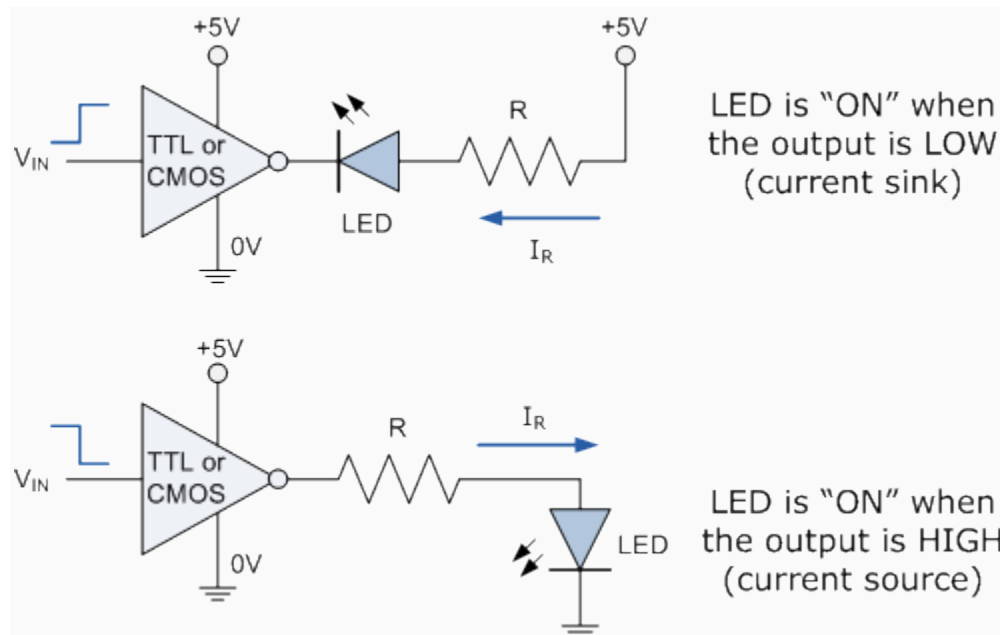 +5V
+5V
R
V_IN
TTL or
CMOS
LED
0V
I_R
LED is “ON” when
the output is LOW
(current sink)
+5V
I_R
R
V_IN
TTL or
CMOS
0V
LED
LED is “ON” when
the output is HIGH
(current source)